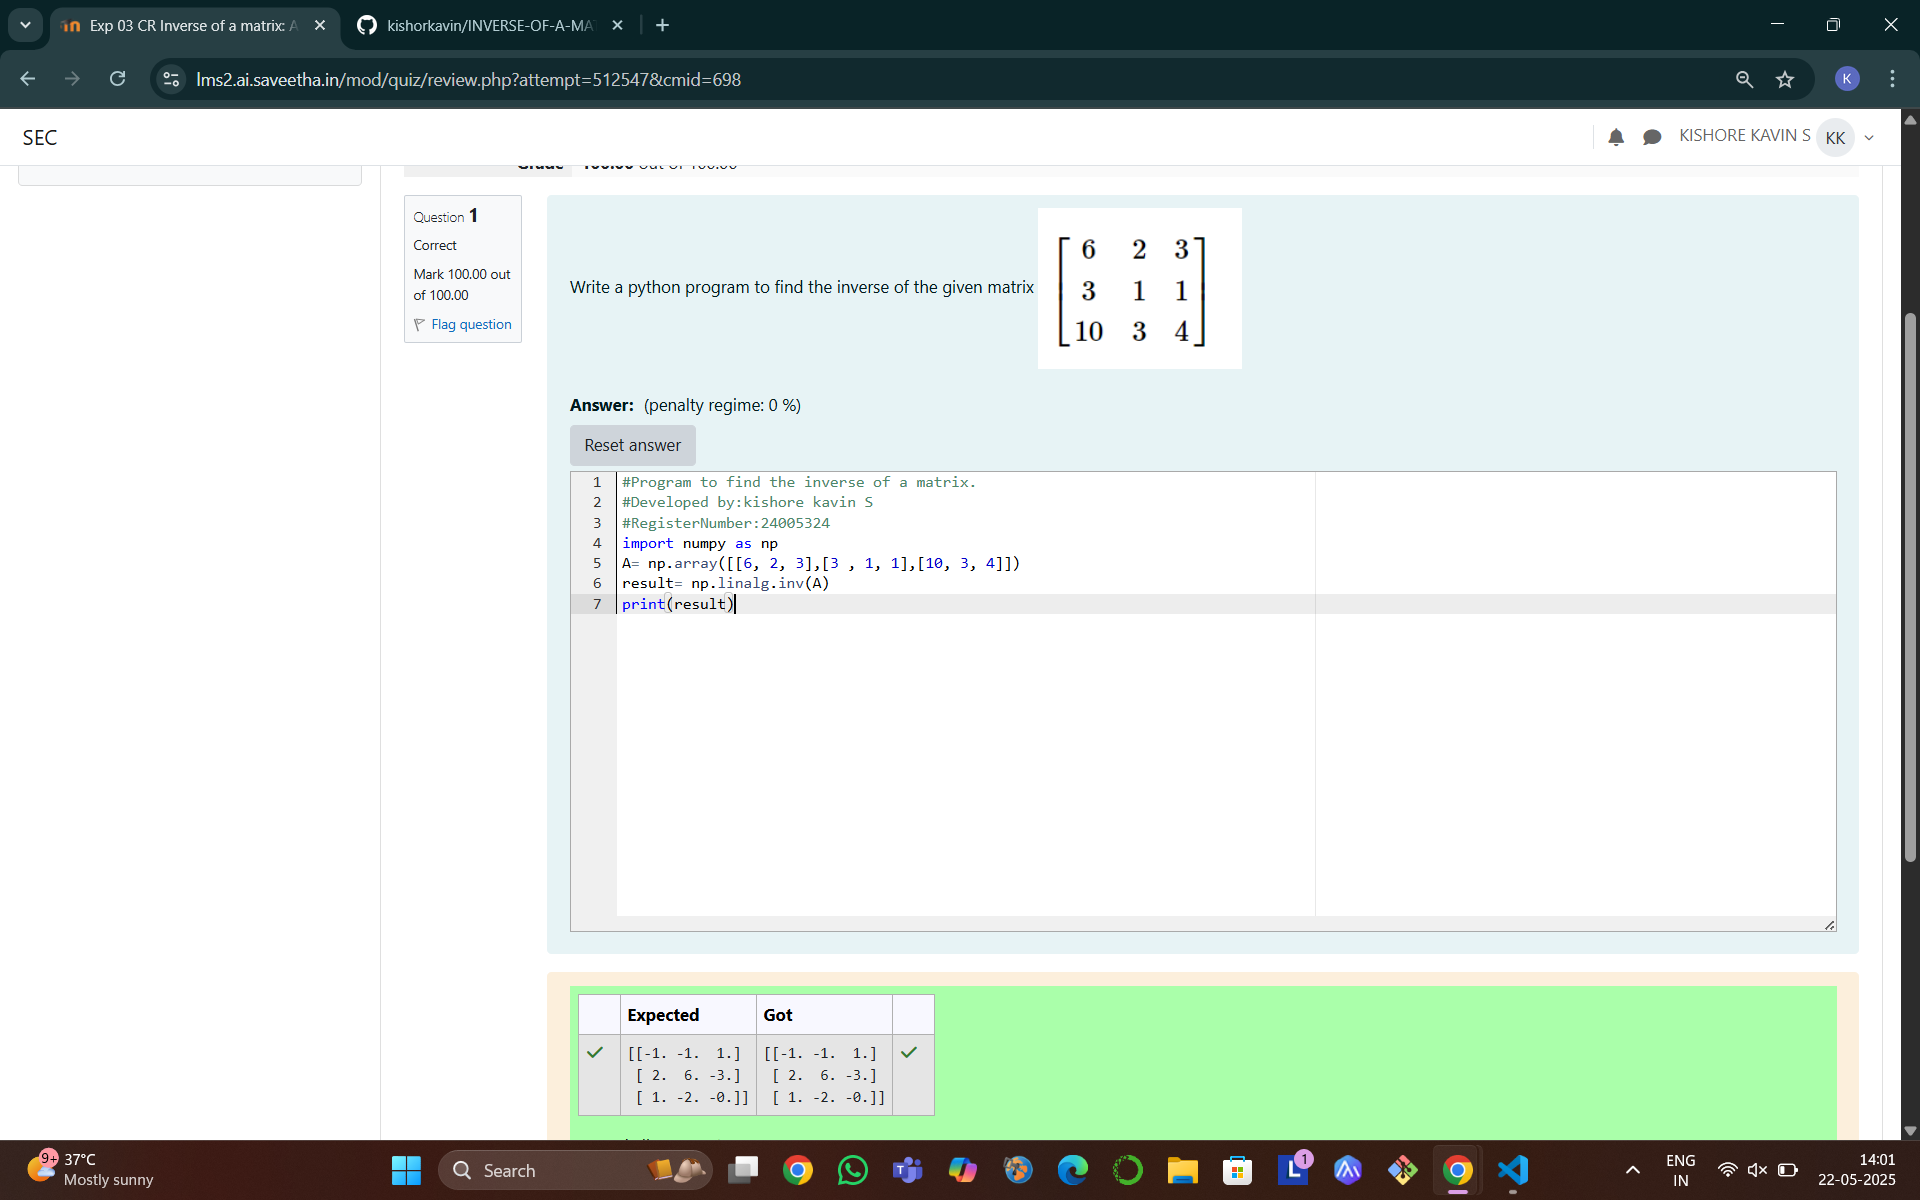 Exp 03 CR Inverse of a matrix: A
kishorkavin/INVERSE-OF-A-MA
lms2.ai.saveetha.in/mod/quiz/review.php?attempt=512547&cmid=698
K
SEC
KISHORE KAVIN S
KK
Question 1
Correct
Mark 100.00 out
of 100.00
Flag question
Write a python program to find the inverse of the given matrix
6 2 3
3 1 1
10 3 4
Answer: (penalty regime: 0 %)
Reset answer
1 #Program to find the inverse of a matrix.
2 #Developed by:kishore kavin S
3 #RegisterNumber:24005324
4 import numpy as np
5 A= np.array([[6, 2, 3],[3 , 1, 1],[10, 3, 4]])
6 result= np.linalg.inv(A)
7 print(result)
Expected Got
[[-1. -1.  1.] [[-1. -1.  1.]
[ 2.  6. -3.] [ 2.  6. -3.]
[ 1. -2. -0.]] [ 1. -2. -0.]]
9+
37°C
Mostly sunny
Search
1
ENG
IN
14:01
22-05-2025